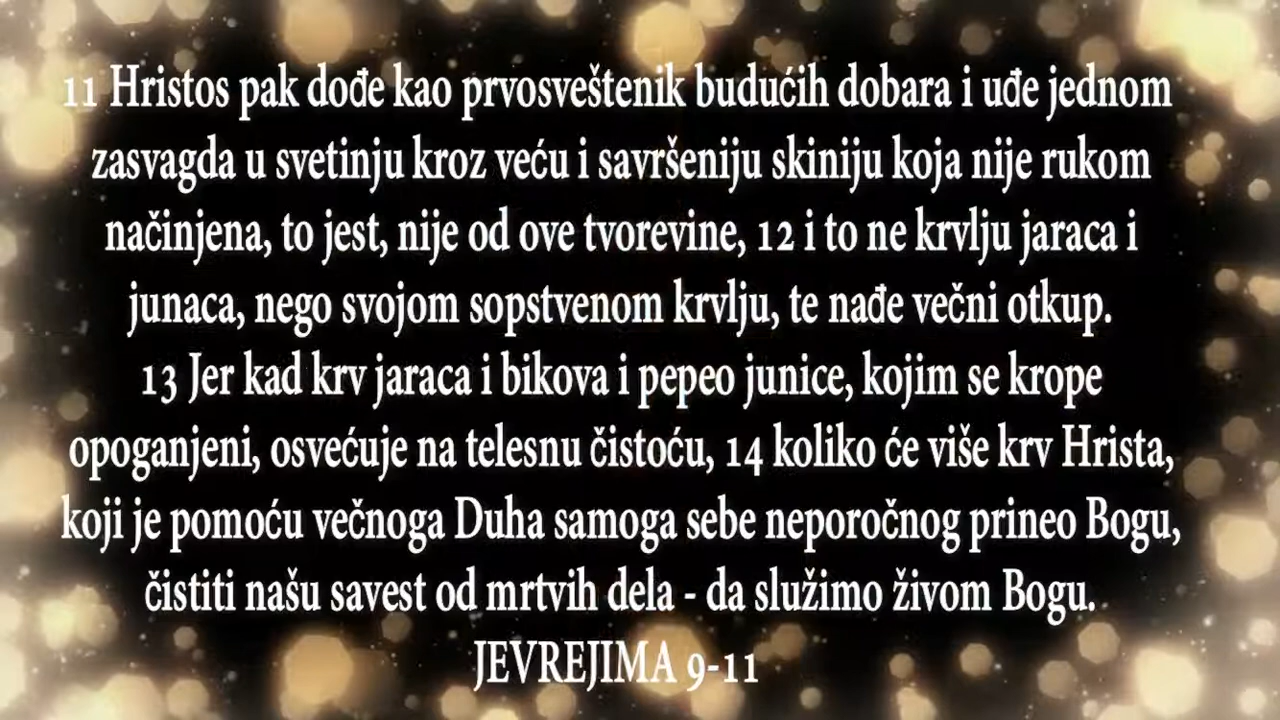 11 Hristos pak dođe kao prvosveštenik budućih dobara i uđe jednom
zasvagda u svetinju kroz veću i savršeniju skiniju koja nije rukom
načinjena, to jest, nije od ove tvorevine, 12 i to ne krvlju jaraca i
junaca, nego svojom sopstvenom krvlju, te nađe večni otkup.
13 Jer kad krv jaraca i bikova i pepeo junice, kojim se krope
opoganjeni, osvećuje na telesnu čistoću, 14 koliko će više krv Hrista,
koji je pomoću večnoga Duha samoga sebe neporočnog prineo Bogu,
čistiti našu savest od mrtvih dela - da služimo živom Bogu.
JEVREJIMA 9-11